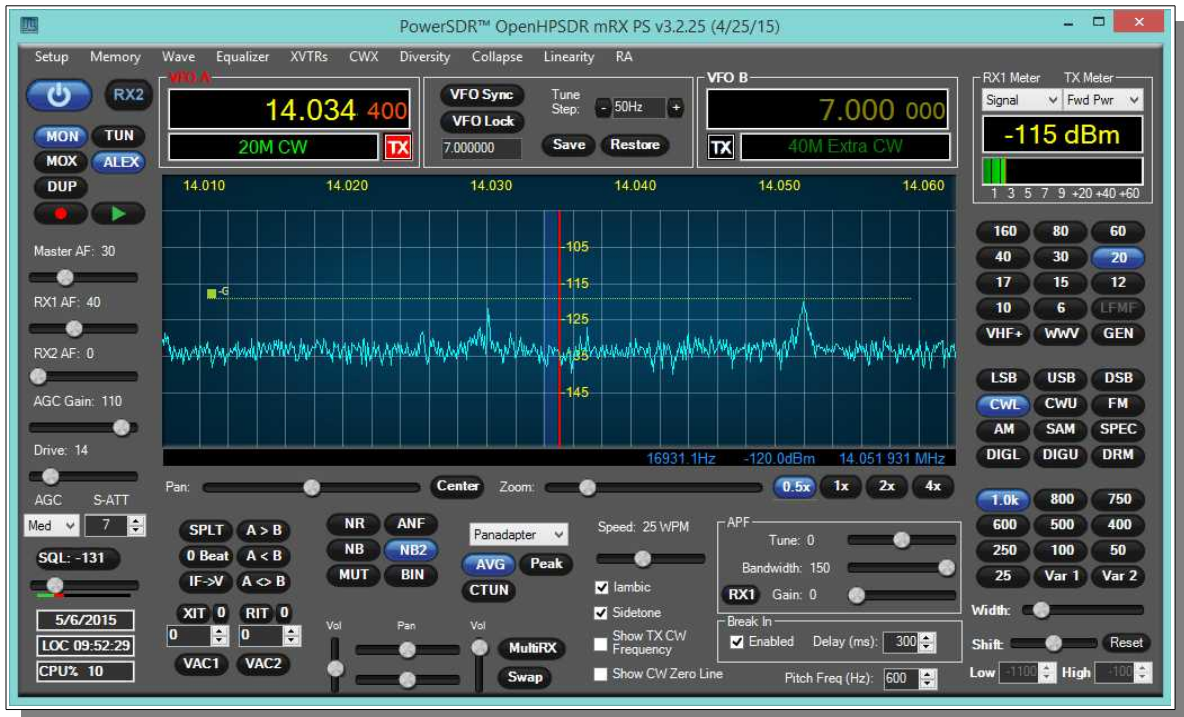 PowerSDR™ OpenHPSDR mRX PS v3.2.25 (4/25/15)
Setup Memory Wave Equalizer XVTRs CWX Diversity Collapse Linearity RA
RX2
MON TUN
MOX ALEX
DUP
VFO A
14.034 400
20M CW TX
VFO Sync
VFO Lock
7.000000
Tune
Step: - 50Hz +
Save Restore
VFO B
7.000 000
TX 40M Extra CW
RX1 Meter TX Meter
Signal Fwd Pwr
-115 dBm
1 3 5 7 9 +20 +40 +60
Master AF: 30
RX1 AF: 40
RX2 AF: 0
AGC Gain: 110
Drive: 14
AGC S-ATT
Med 7
SQL: -131
5/6/2015
LOC 09:52:29
CPU% 10
14.010 14.020 14.030 14.040 14.050 14.060
-105
-G
-115
-125
-135
-145
16931.1Hz -120.0dBm 14.051 931 MHz
Pan: Center Zoom: 0.5x 1x 2x 4x
160 80 60
40 30 20
17 15 12
10 6 LFMF
VHF+ WWV GEN
LSB USB DSB
CWL CWU FM
AM SAM SPEC
DIGL DIGU DRM
1.0k 800 750
600 500 400
250 100 50
25 Var 1 Var 2
Width:
Shift: Reset
Low -1100 High -100
SPLT A > B
0 Beat A < B
IF->V A <> B
XIT 0 RIT 0
0 0
VAC1 VAC2
NR ANF
NB NB2
MUT BIN
Vol Pan Vol
MultiRX
Swap
Panadapter
AVG Peak
CTUN
Speed: 25 WPM
Iambic
Sidetone
Show TX CW
Frequency
Show CW Zero Line
APF
Tune: 0
Bandwidth: 150
RX1 Gain: 0
Break In
Enabled Delay (ms): 300
Pitch Freq (Hz): 600